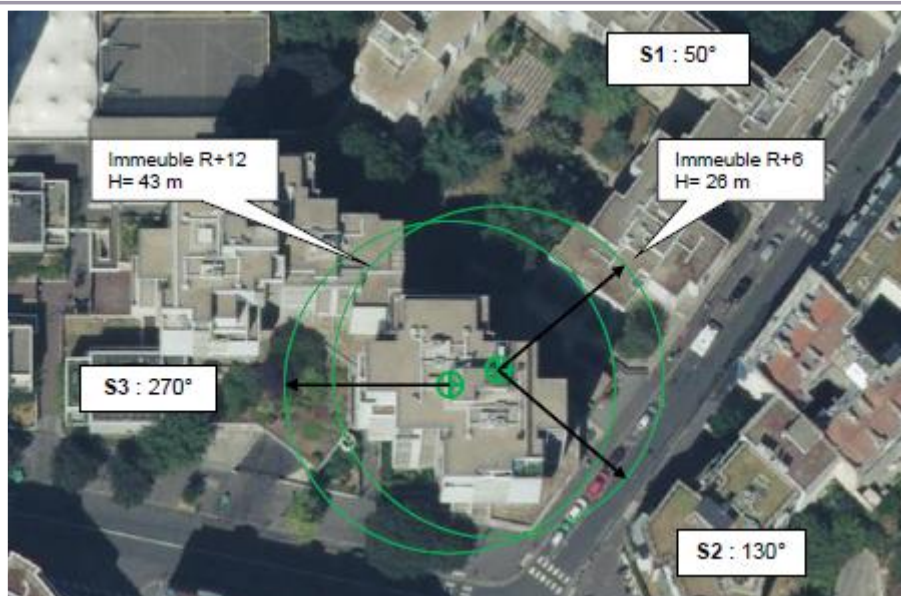 S1 : 50°
Immeuble R+12
H= 43 m
Immeuble R+6
H= 26 m
S3 : 270°
S2 : 130°